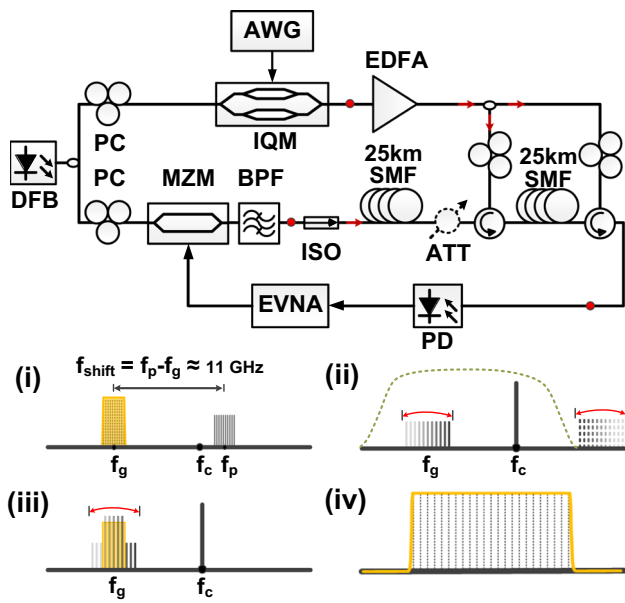 AWG
EDFA
PC
IQM
PC
MZM
BPF
25km
SMF
25km
SMF
DFB
ISO
ATT
EVNA
PD
(i)
f_shift = f_p-f_g ≈ 11 GHz
f_g
f_c
f_p
(ii)
f_g
f_c
(iii)
f_g
f_c
(iv)